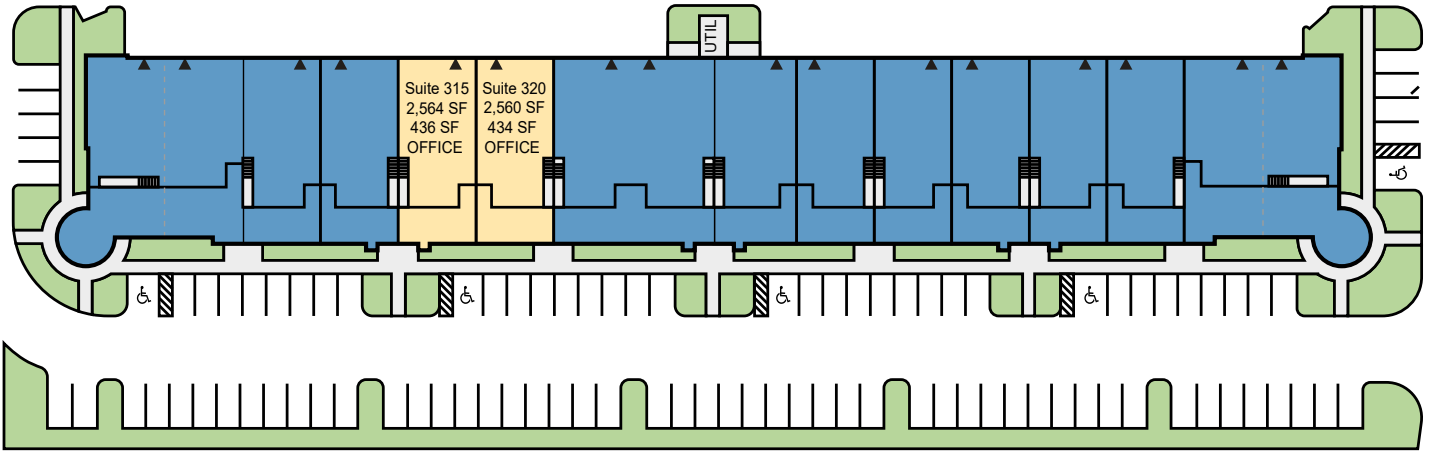 UTIL
Suite 315
2,564 SF
436 SF
OFFICE
Suite 320
2,560 SF
434 SF
OFFICE